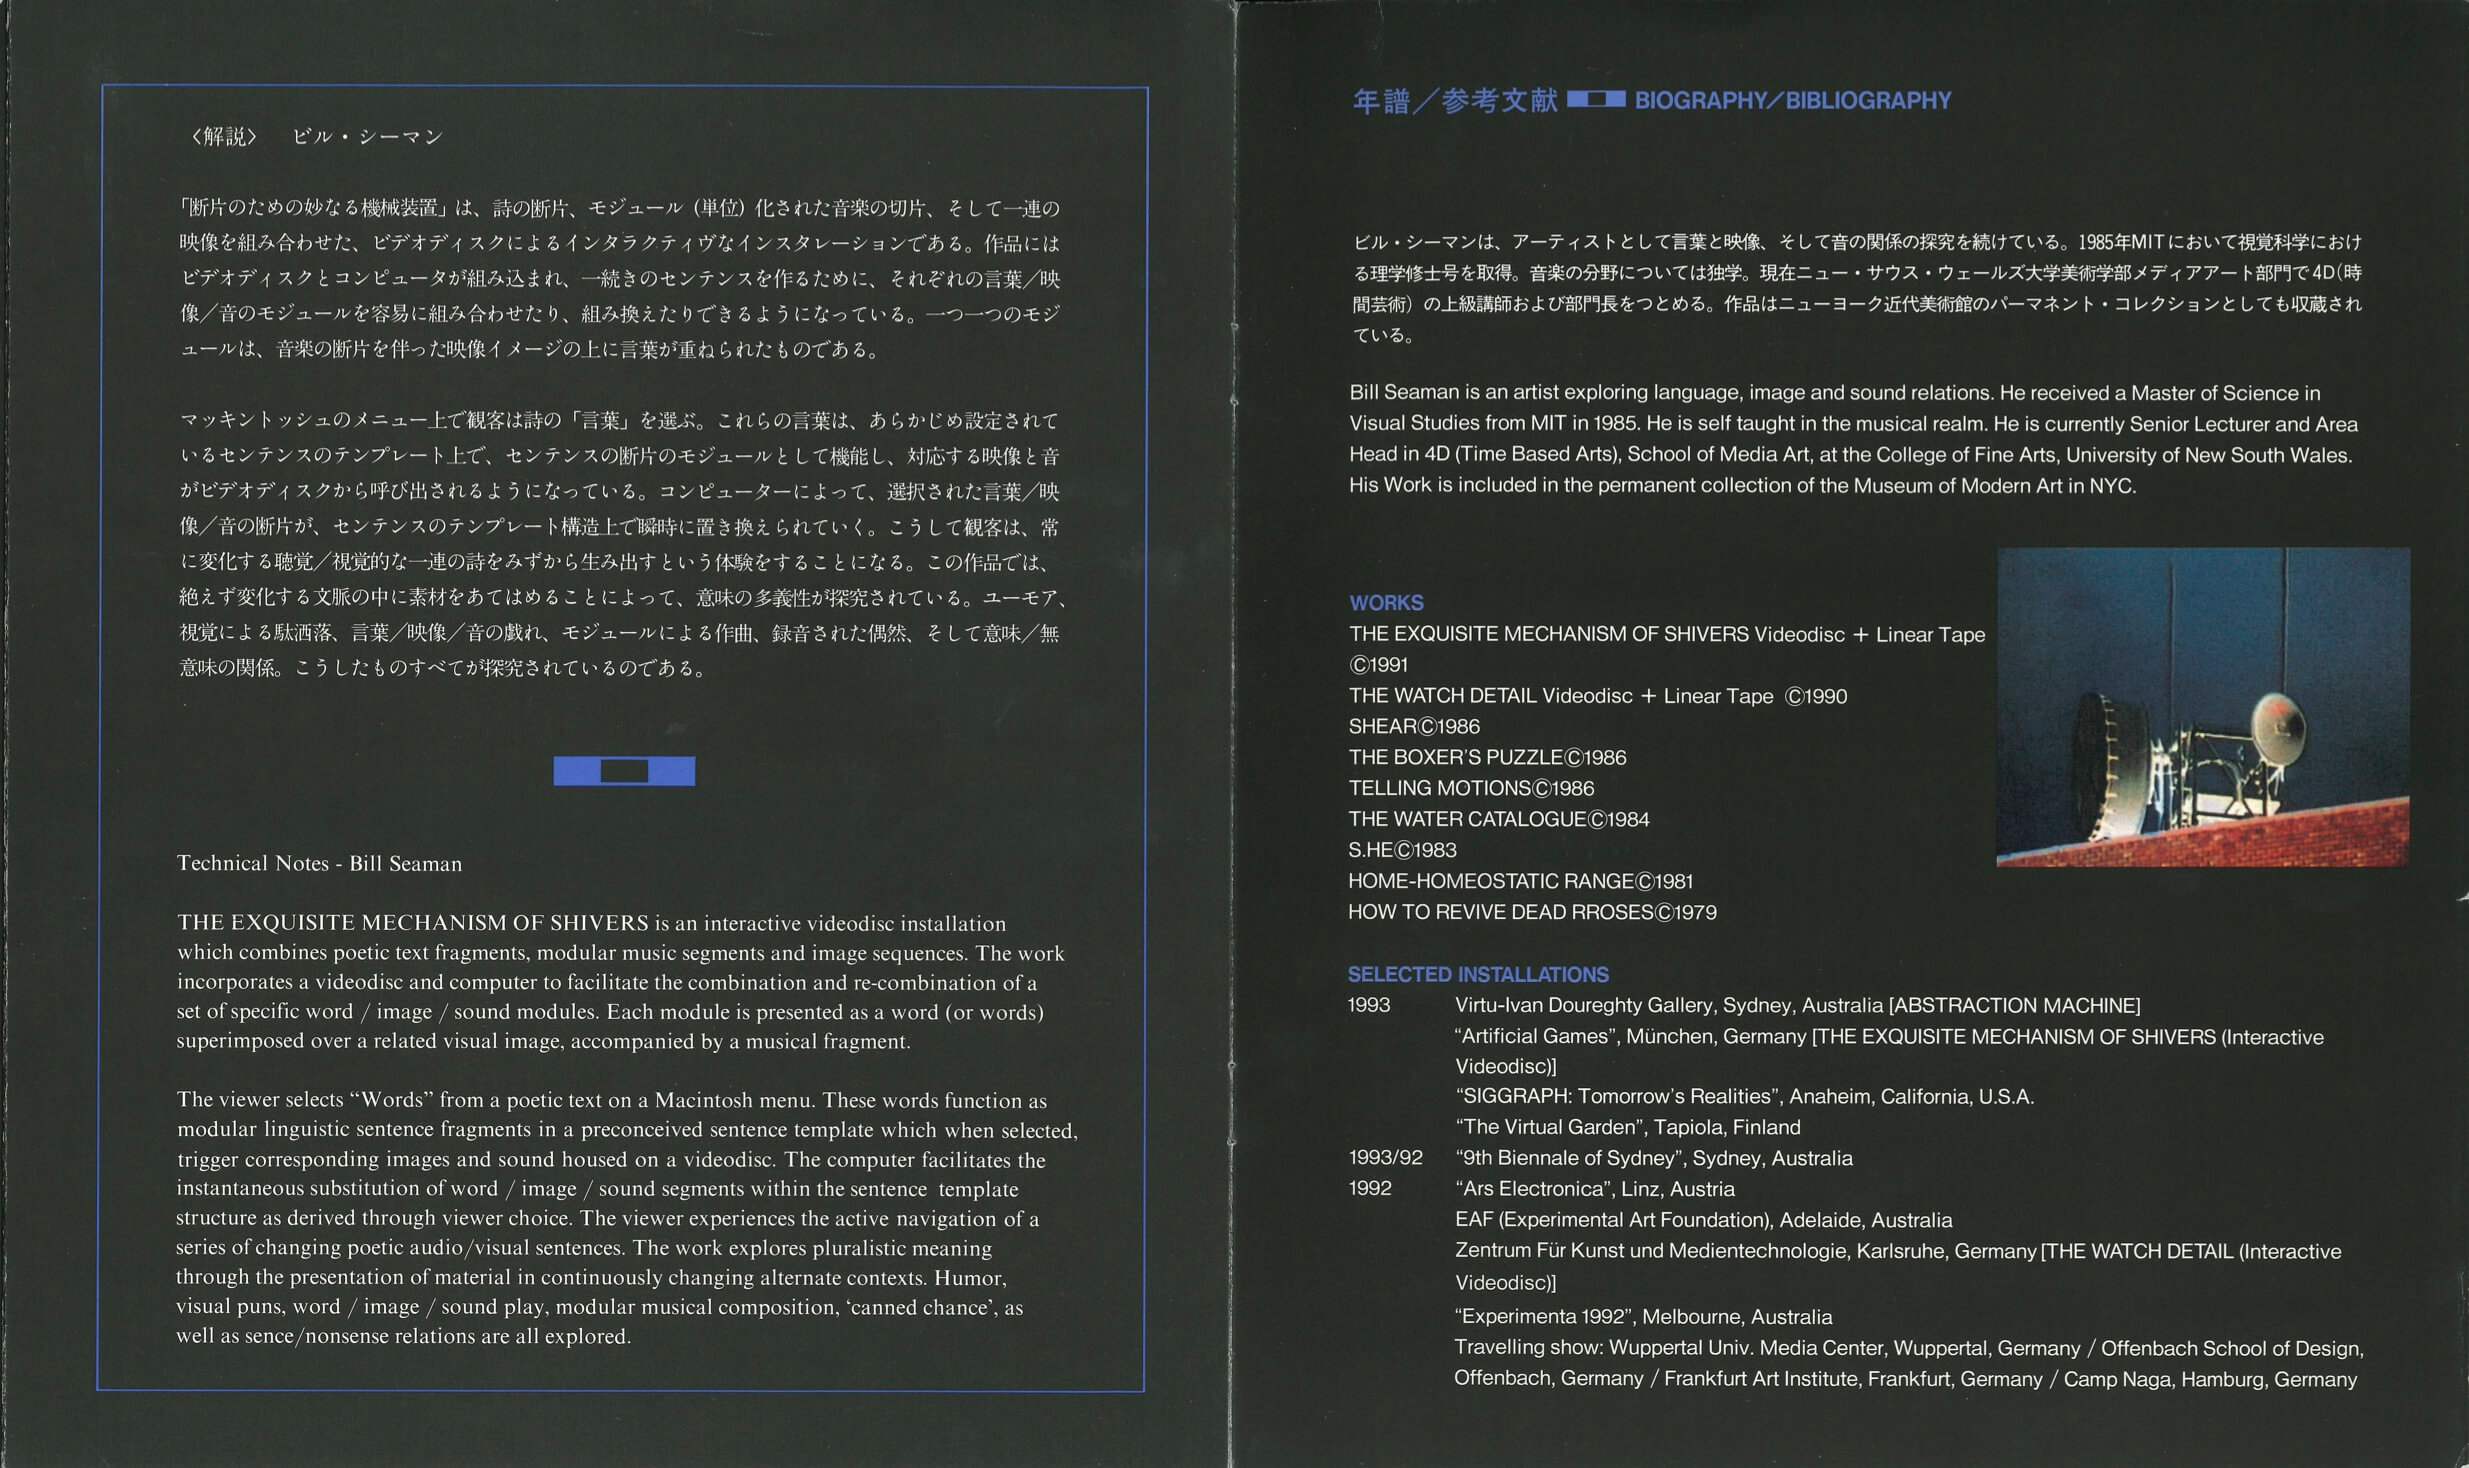 〈解説〉　ビル・シーマン
「断片のための妙なる機械装置」は、詩の断片、モジュール（単位）化された音楽の切片、そして一連の
映像を組み合わせた、ビデオディスクによるインタラクティヴなインスタレーションである。作品には
ビデオディスクとコンピュータが組み込まれ、一続きのセンテンスを作るために、それぞれの言葉／映
像／音のモジュールを容易に組み合わせたり、組み換えたりできるようになっている。一つ一つのモジ
ュールは、音楽の断片を伴った映像イメージの上に言葉が重ねられたものである。
マッキントッシュのメニュー上で観客は詩の「言葉」を選ぶ。これらの言葉は、あらかじめ設定されて
いるセンテンスのテンプレート上で、センテンスの断片のモジュールとして機能し、対応する映像と音
がビデオディスクから呼び出されるようになっている。コンピューターによって、選択された言葉／映
像／音の断片が、センテンスのテンプレート構造上で瞬時に置き換えられていく。こうして観客は、常
に変化する聴覚／視覚的な一連の詩をみずから生み出すという体験をすることになる。この作品では、
絶えず変化する文脈の中に素材をあてはめることによって、意味の多義性が探究されている。ユーモア、
視覚による駄洒落、言葉／映像／音の戯れ、モジュールによる作曲、録音された偶然、そして意味／無
意味の関係。こうしたものすべてが探究されているのである。
Technical Notes - Bill Seaman
THE EXQUISITE MECHANISM OF SHIVERS is an interactive videodisc installation
which combines poetic text fragments, modular music segments and image sequences. The work
incorporates a videodisc and computer to facilitate the combination and re-combination of a
set of specific word / image / sound modules. Each module is presented as a word (or words)
superimposed over a related visual image, accompanied by a musical fragment.
The viewer selects “Words” from a poetic text on a Macintosh menu. These words function as
modular linguistic sentence fragments in a preconceived sentence template which when selected,
trigger corresponding images and sound housed on a videodisc. The computer facilitates the
instantaneous substitution of word / image / sound segments within the sentence template
structure as derived through viewer choice. The viewer experiences the active navigation of a
series of changing poetic audio/visual sentences. The work explores pluralistic meaning
through the presentation of material in continuously changing alternate contexts. Humor,
visual puns, word / image / sound play, modular musical composition, ‘canned chance’, as
well as sence/nonsense relations are all explored.
年譜／参考文献 BIOGRAPHY/BIBLIOGRAPHY
ビル・シーマンは、アーティストとして言葉と映像、そして音の関係の探究を続けている。1985年MITにおいて視覚科学におけ
る理学修士号を取得。音楽の分野については独学。現在ニュー・サウス・ウェールズ大学美術学部メディアアート部門で4D（時
間芸術）の上級講師および部門長をつとめる。作品はニューヨーク近代美術館のパーマネント・コレクションとしても収蔵され
ている。
Bill Seaman is an artist exploring language, image and sound relations. He received a Master of Science in
Visual Studies from MIT in 1985. He is self taught in the musical realm. He is currently Senior Lecturer and Area
Head in 4D (Time Based Arts), School of Media Art, at the College of Fine Arts, University of New South Wales.
His Work is included in the permanent collection of the Museum of Modern Art in NYC.
WORKS
THE EXQUISITE MECHANISM OF SHIVERS Videodisc + Linear Tape
©1991
THE WATCH DETAIL Videodisc + Linear Tape ©1990
SHEAR©1986
THE BOXER'S PUZZLE©1986
TELLING MOTIONS©1986
THE WATER CATALOGUE©1984
S.HE©1983
HOME-HOMEOSTATIC RANGE©1981
HOW TO REVIVE DEAD RROSES©1979
SELECTED INSTALLATIONS
1993 Virtu-Ivan Doureghty Gallery, Sydney, Australia [ABSTRACTION MACHINE]
“Artificial Games”, München, Germany [THE EXQUISITE MECHANISM OF SHIVERS (Interactive
Videodisc)]
“SIGGRAPH: Tomorrow's Realities”, Anaheim, California, U.S.A.
“The Virtual Garden”, Tapiola, Finland
1993/92 “9th Biennale of Sydney”, Sydney, Australia
1992 “Ars Electronica”, Linz, Austria
EAF (Experimental Art Foundation), Adelaide, Australia
Zentrum Für Kunst und Medientechnologie, Karlsruhe, Germany [THE WATCH DETAIL (Interactive
Videodisc)]
“Experimenta 1992”, Melbourne, Australia
Travelling show: Wuppertal Univ. Media Center, Wuppertal, Germany / Offenbach School of Design,
Offenbach, Germany / Frankfurt Art Institute, Frankfurt, Germany / Camp Naga, Hamburg, Germany